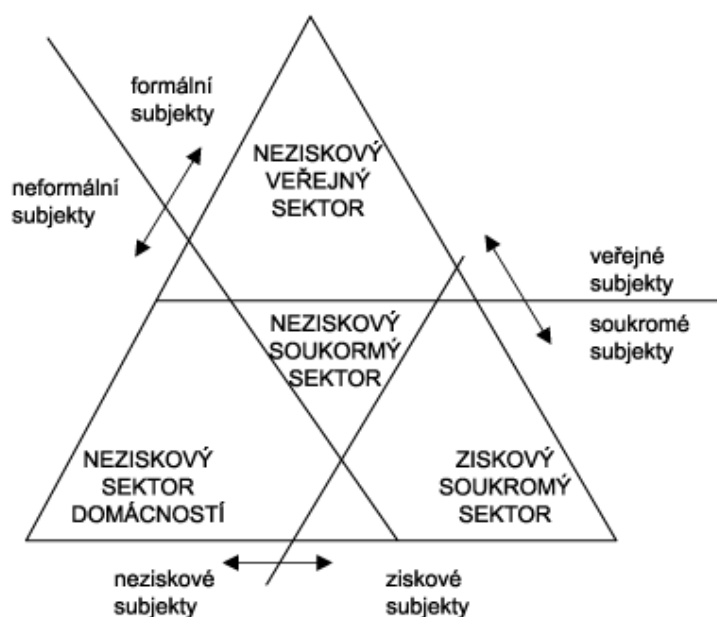 formální
subjekty
neformální
subjekty
NEZISKOVÝ
VEŘEJNÝ
SEKTOR
veřejné
subjekty
soukromé
subjekty
NEZISKOVÝ
SOUKORMÝ
SEKTOR
NEZISKOVÝ
SEKTOR
DOMÁCNOSTÍ
ZISKOVÝ
SOUKROMÝ
SEKTOR
neziskové
subjekty
ziskové
subjekty